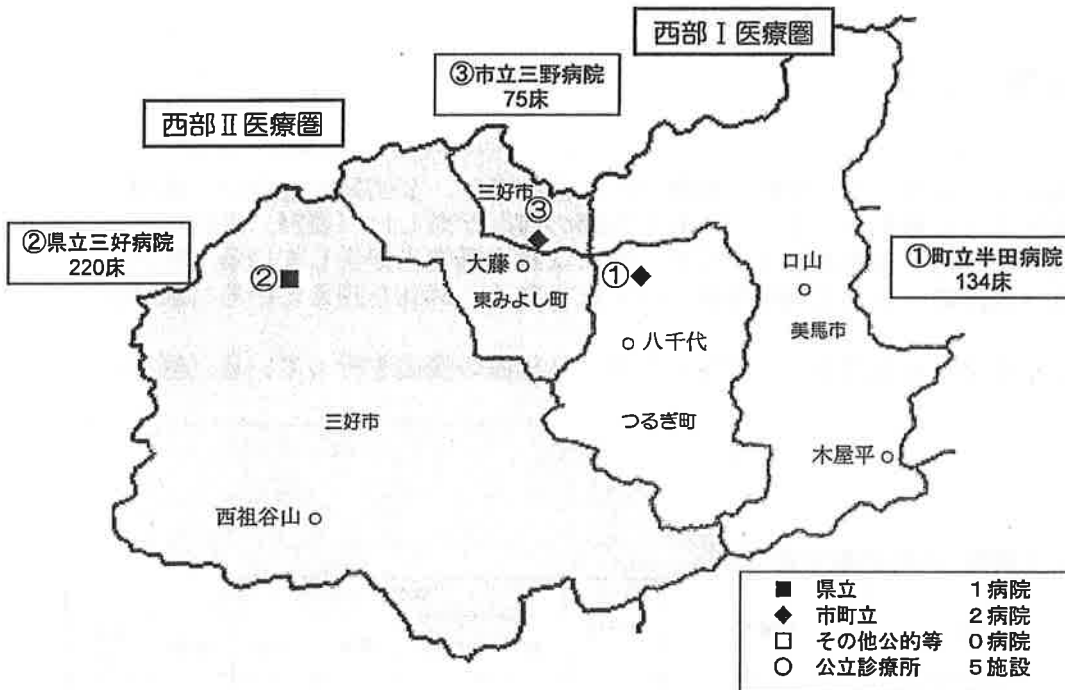 西部Ⅰ医療圏
③市立三野病院
75床
西部Ⅱ医療圏
三好市
③
②県立三好病院
220床
②■
大藤○
東みよし町
①◆
口山
○
美馬市
①町立半田病院
134床
○八千代
三好市
つるぎ町
木屋平○
西祖谷山○
■ 県立 1病院
◆ 市町立 2病院
□ その他公的等 0病院
○ 公立診療所 5施設